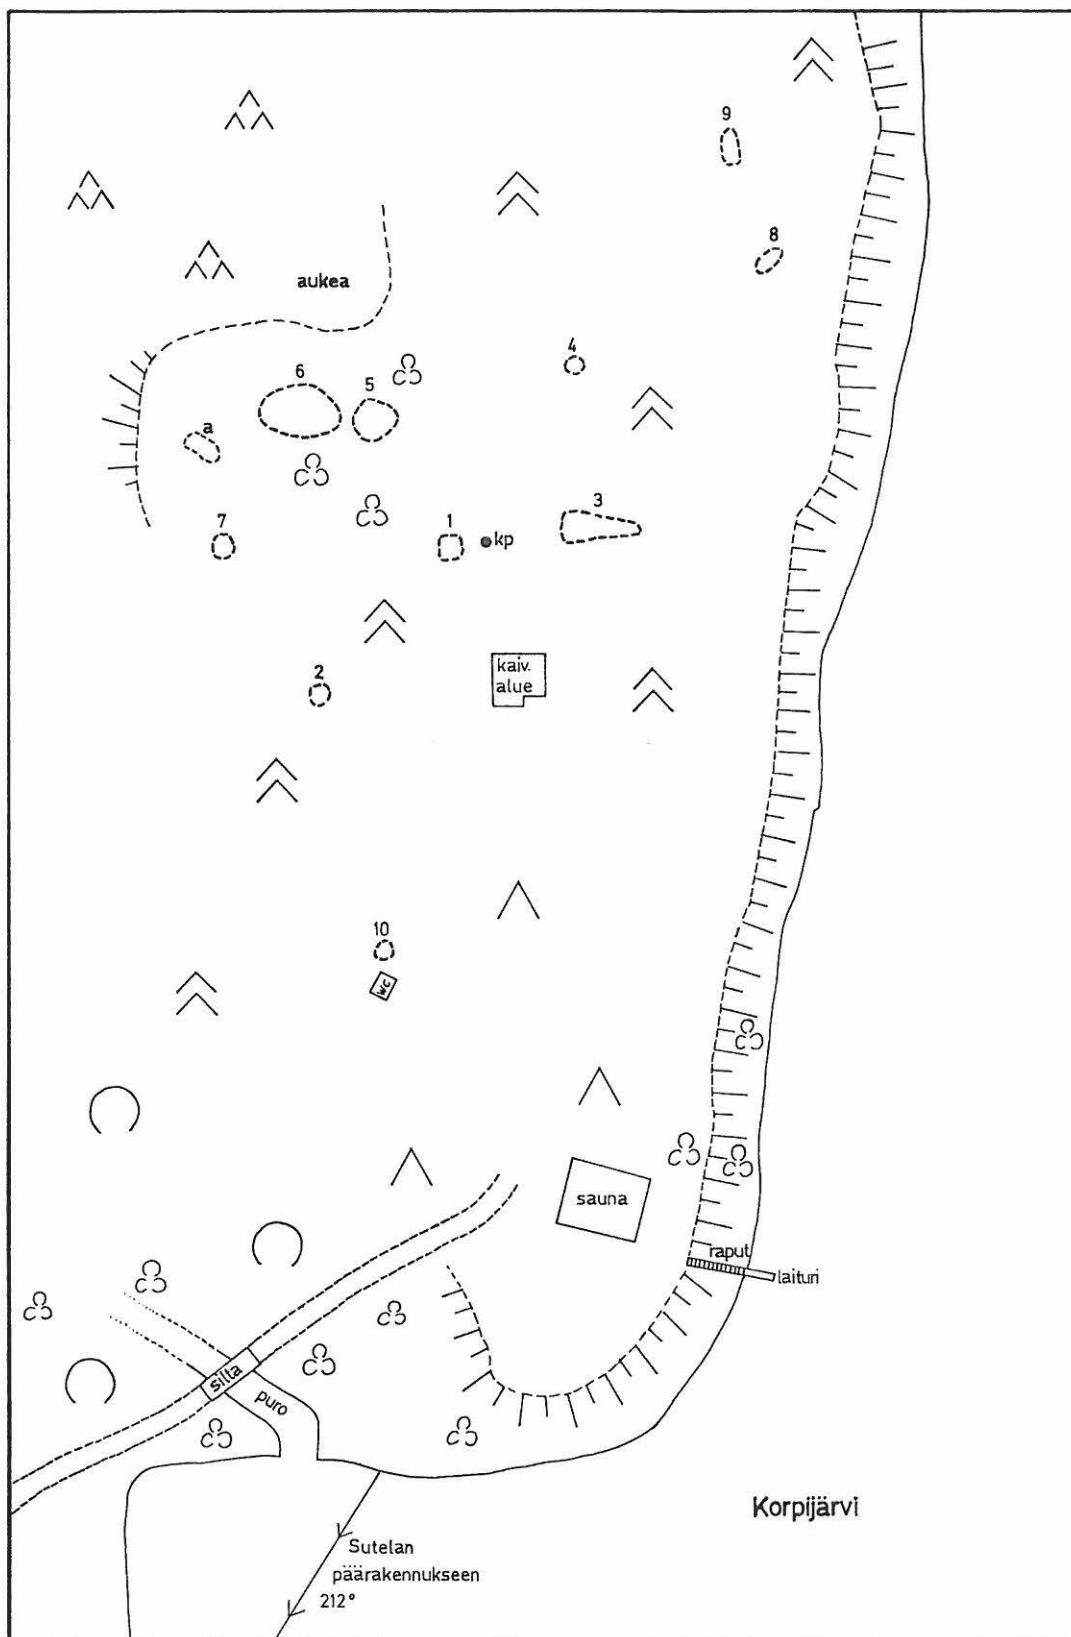 9
8
aukea
4
6
5
a
3
7
1
kp
kaiv.
alue
2
10
wc
sauna
raput
laituri
silta
puro
Korpijärvi
Sutelan
päärakennukseen
212°